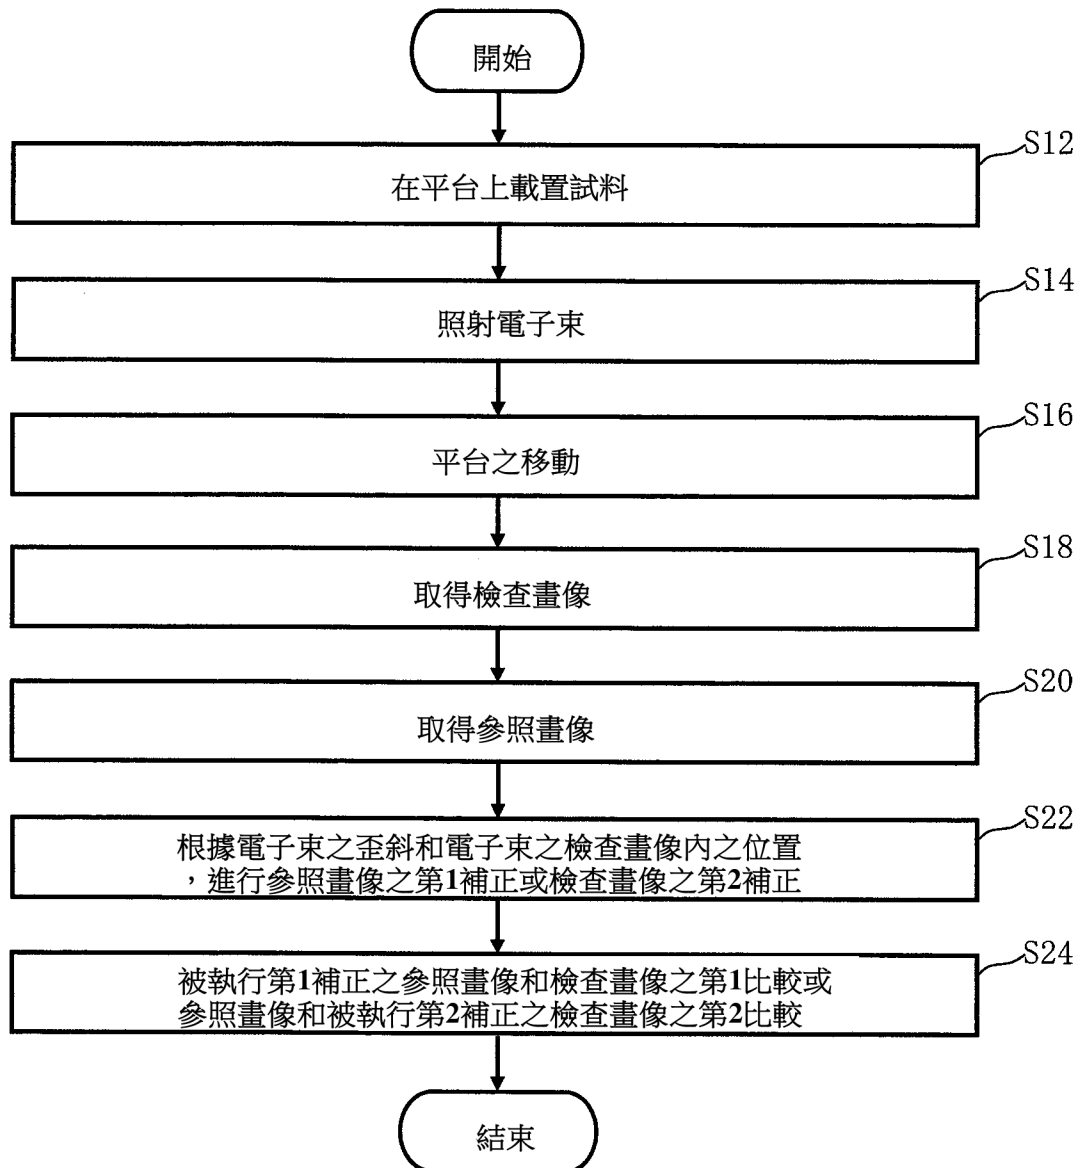 開始
S12
在平台上載置試料
S14
照射電子束
S16
平台之移動
S18
取得檢查畫像
S20
取得參照畫像
S22
根據電子束之歪斜和電子束之檢查畫像內之位置
，進行參照畫像之第1補正或檢查畫像之第2補正
S24
被執行第1補正之參照畫像和檢查畫像之第1比較或
參照畫像和被執行第2補正之檢查畫像之第2比較
結束